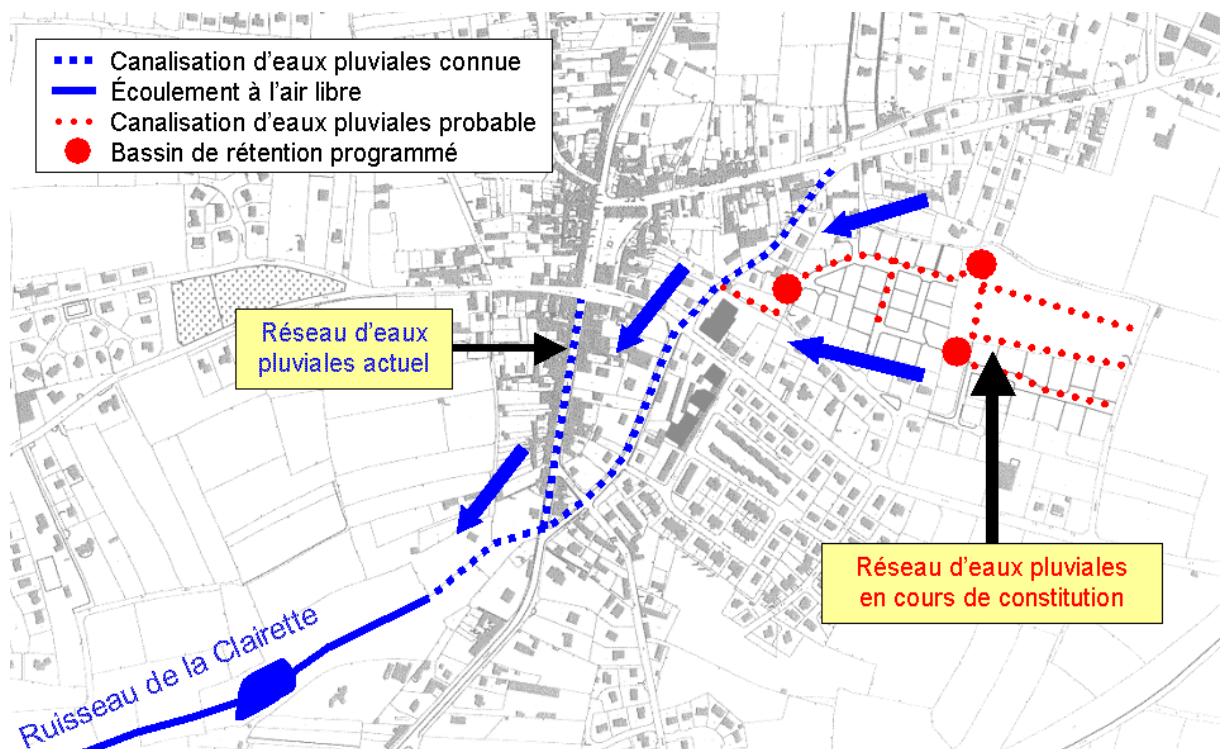 Canalisation d'eaux pluviales connue
Écoulement à l'air libre
Canalisation d'eaux pluviales probable
Bassin de rétention programmé
Réseau d'eaux
pluviales actuel
Réseau d'eaux pluviales
en cours de constitution
Ruisseau de la Clairette